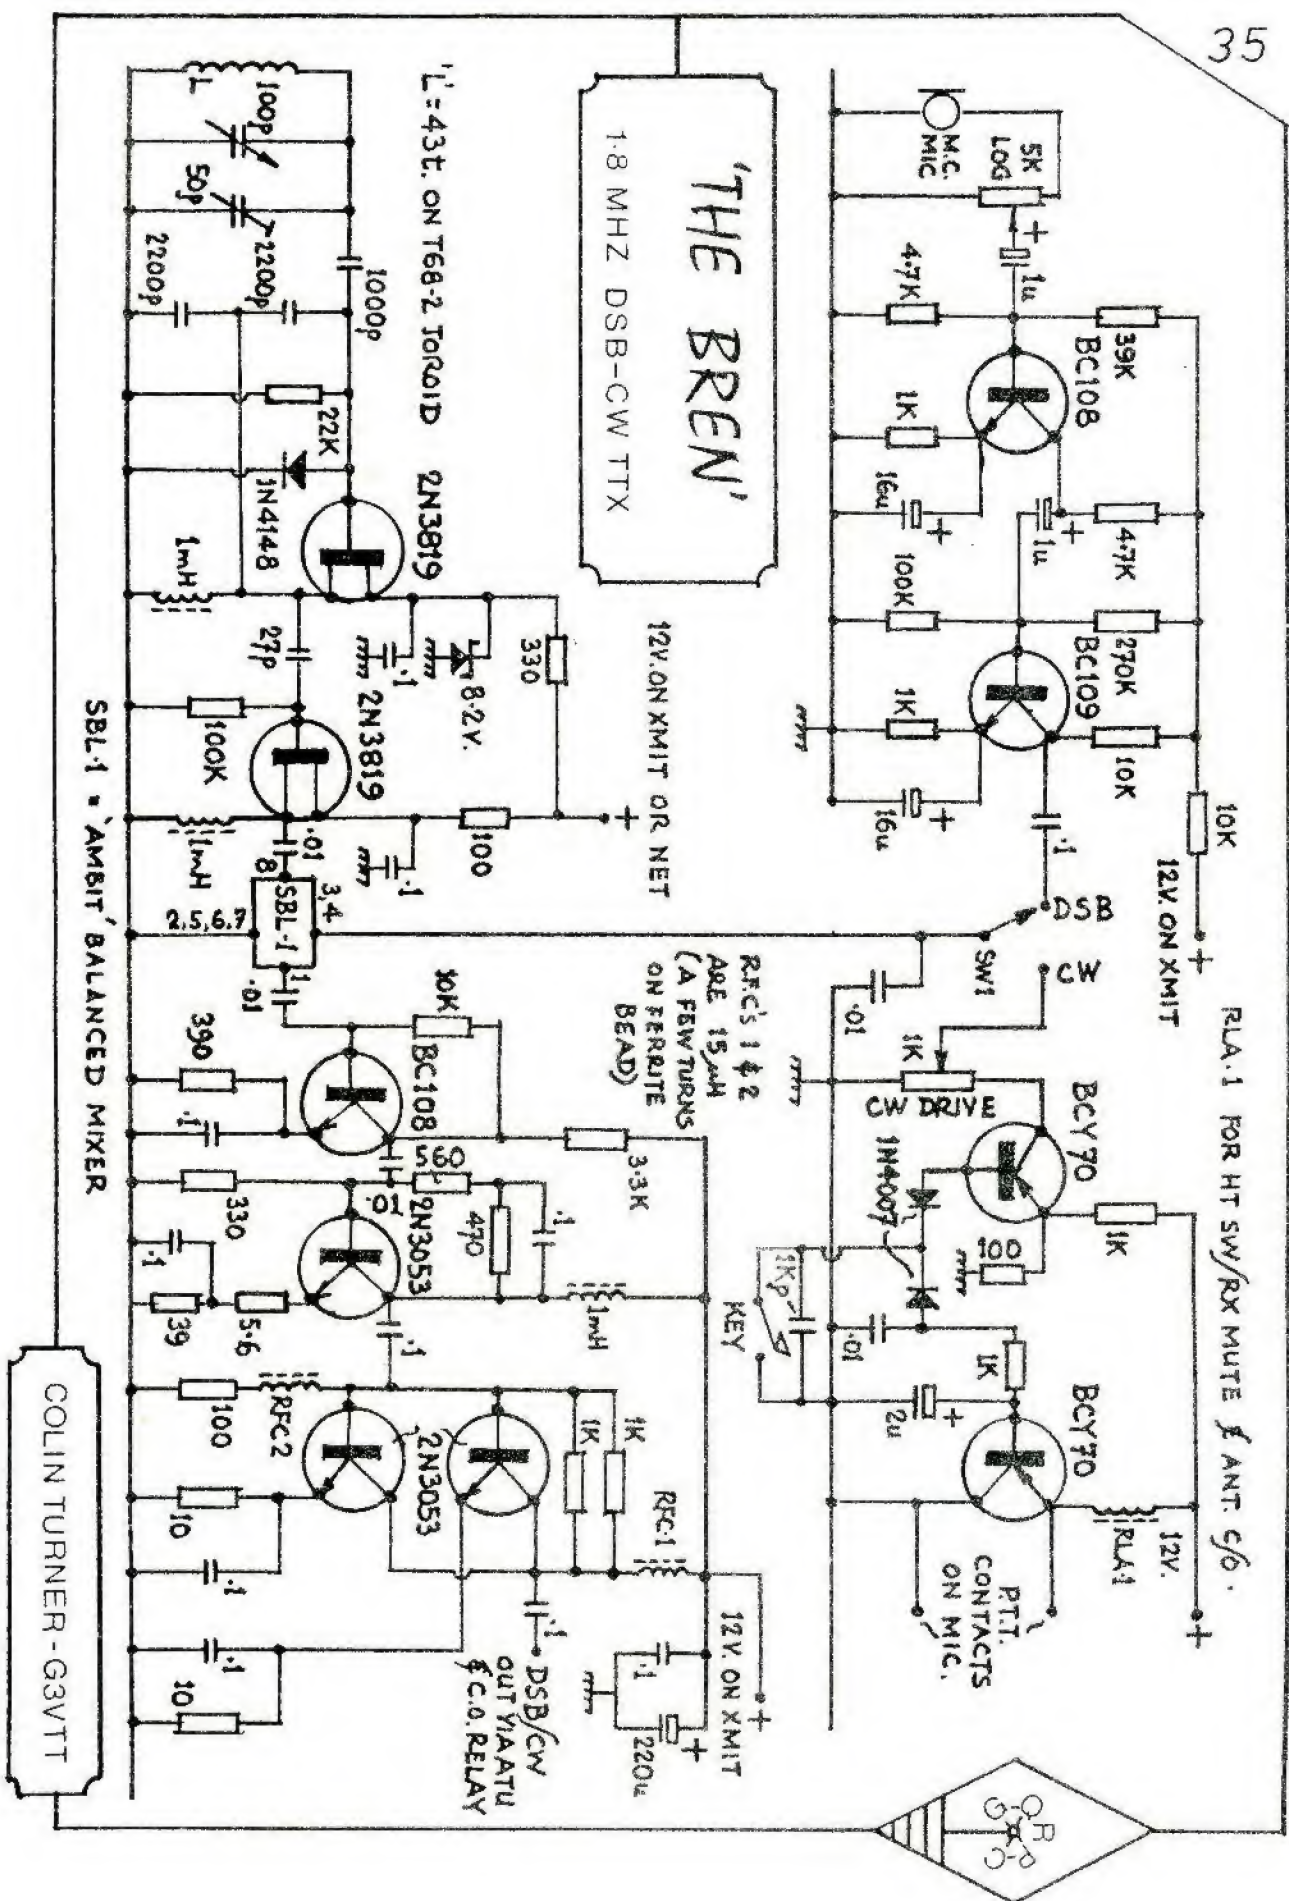 35
'THE BREN'
1·8 MHZ DSB-CW TTX
M.C.
MIC
5K
LOG
+
1u
4.7K
39K
BC108
1K
16u
+
1u
+
4.7K
100K
270K
BC109
1K
10K
16u
+
.1
10K
12V. ON XMIT
+
DSB
CW
SW1
.01
1K
CW DRIVE
BCY70
1N4007
1K
100
1Kp
KEY
.01
1K
2u
+
BCY70
RLA1
12V.
+
P.T.T.
CONTACTS
ON MIC.
RLA.1 FOR HT SW/RX MUTE & ANT. C/O.
R.F.C's 1 & 2
ARE 15µH
(A FEW TURNS
ON FERRITE
BEAD)
'L' = 43t. ON T68-2 TOROID
L
100p
50p
2200p
2200p
1000p
22K
1N4148
2N3819
1mH
27p
.1
8.2V.
330
12V. ON XMIT OR NET
+
100K
2N3819
1mH
.01
.1
100
8
SBL-1
3,4
2,5,6,7
1
.01
10K
390
.1
BC108
3.3K
560
.01
330
2N3053
470
.1
.1
39
5.6
1mH
.1
100
RFC2
2N3053
1K
1K
RFC·1
10
.1
.1
10
.1
DSB/CW
OUT VIA ATU
& C.O. RELAY
12V. ON XMIT
+
.1
220u
+
SBL·1 = 'AMBIT' BALANCED MIXER
COLIN TURNER-G3VTT
G-QRP-C